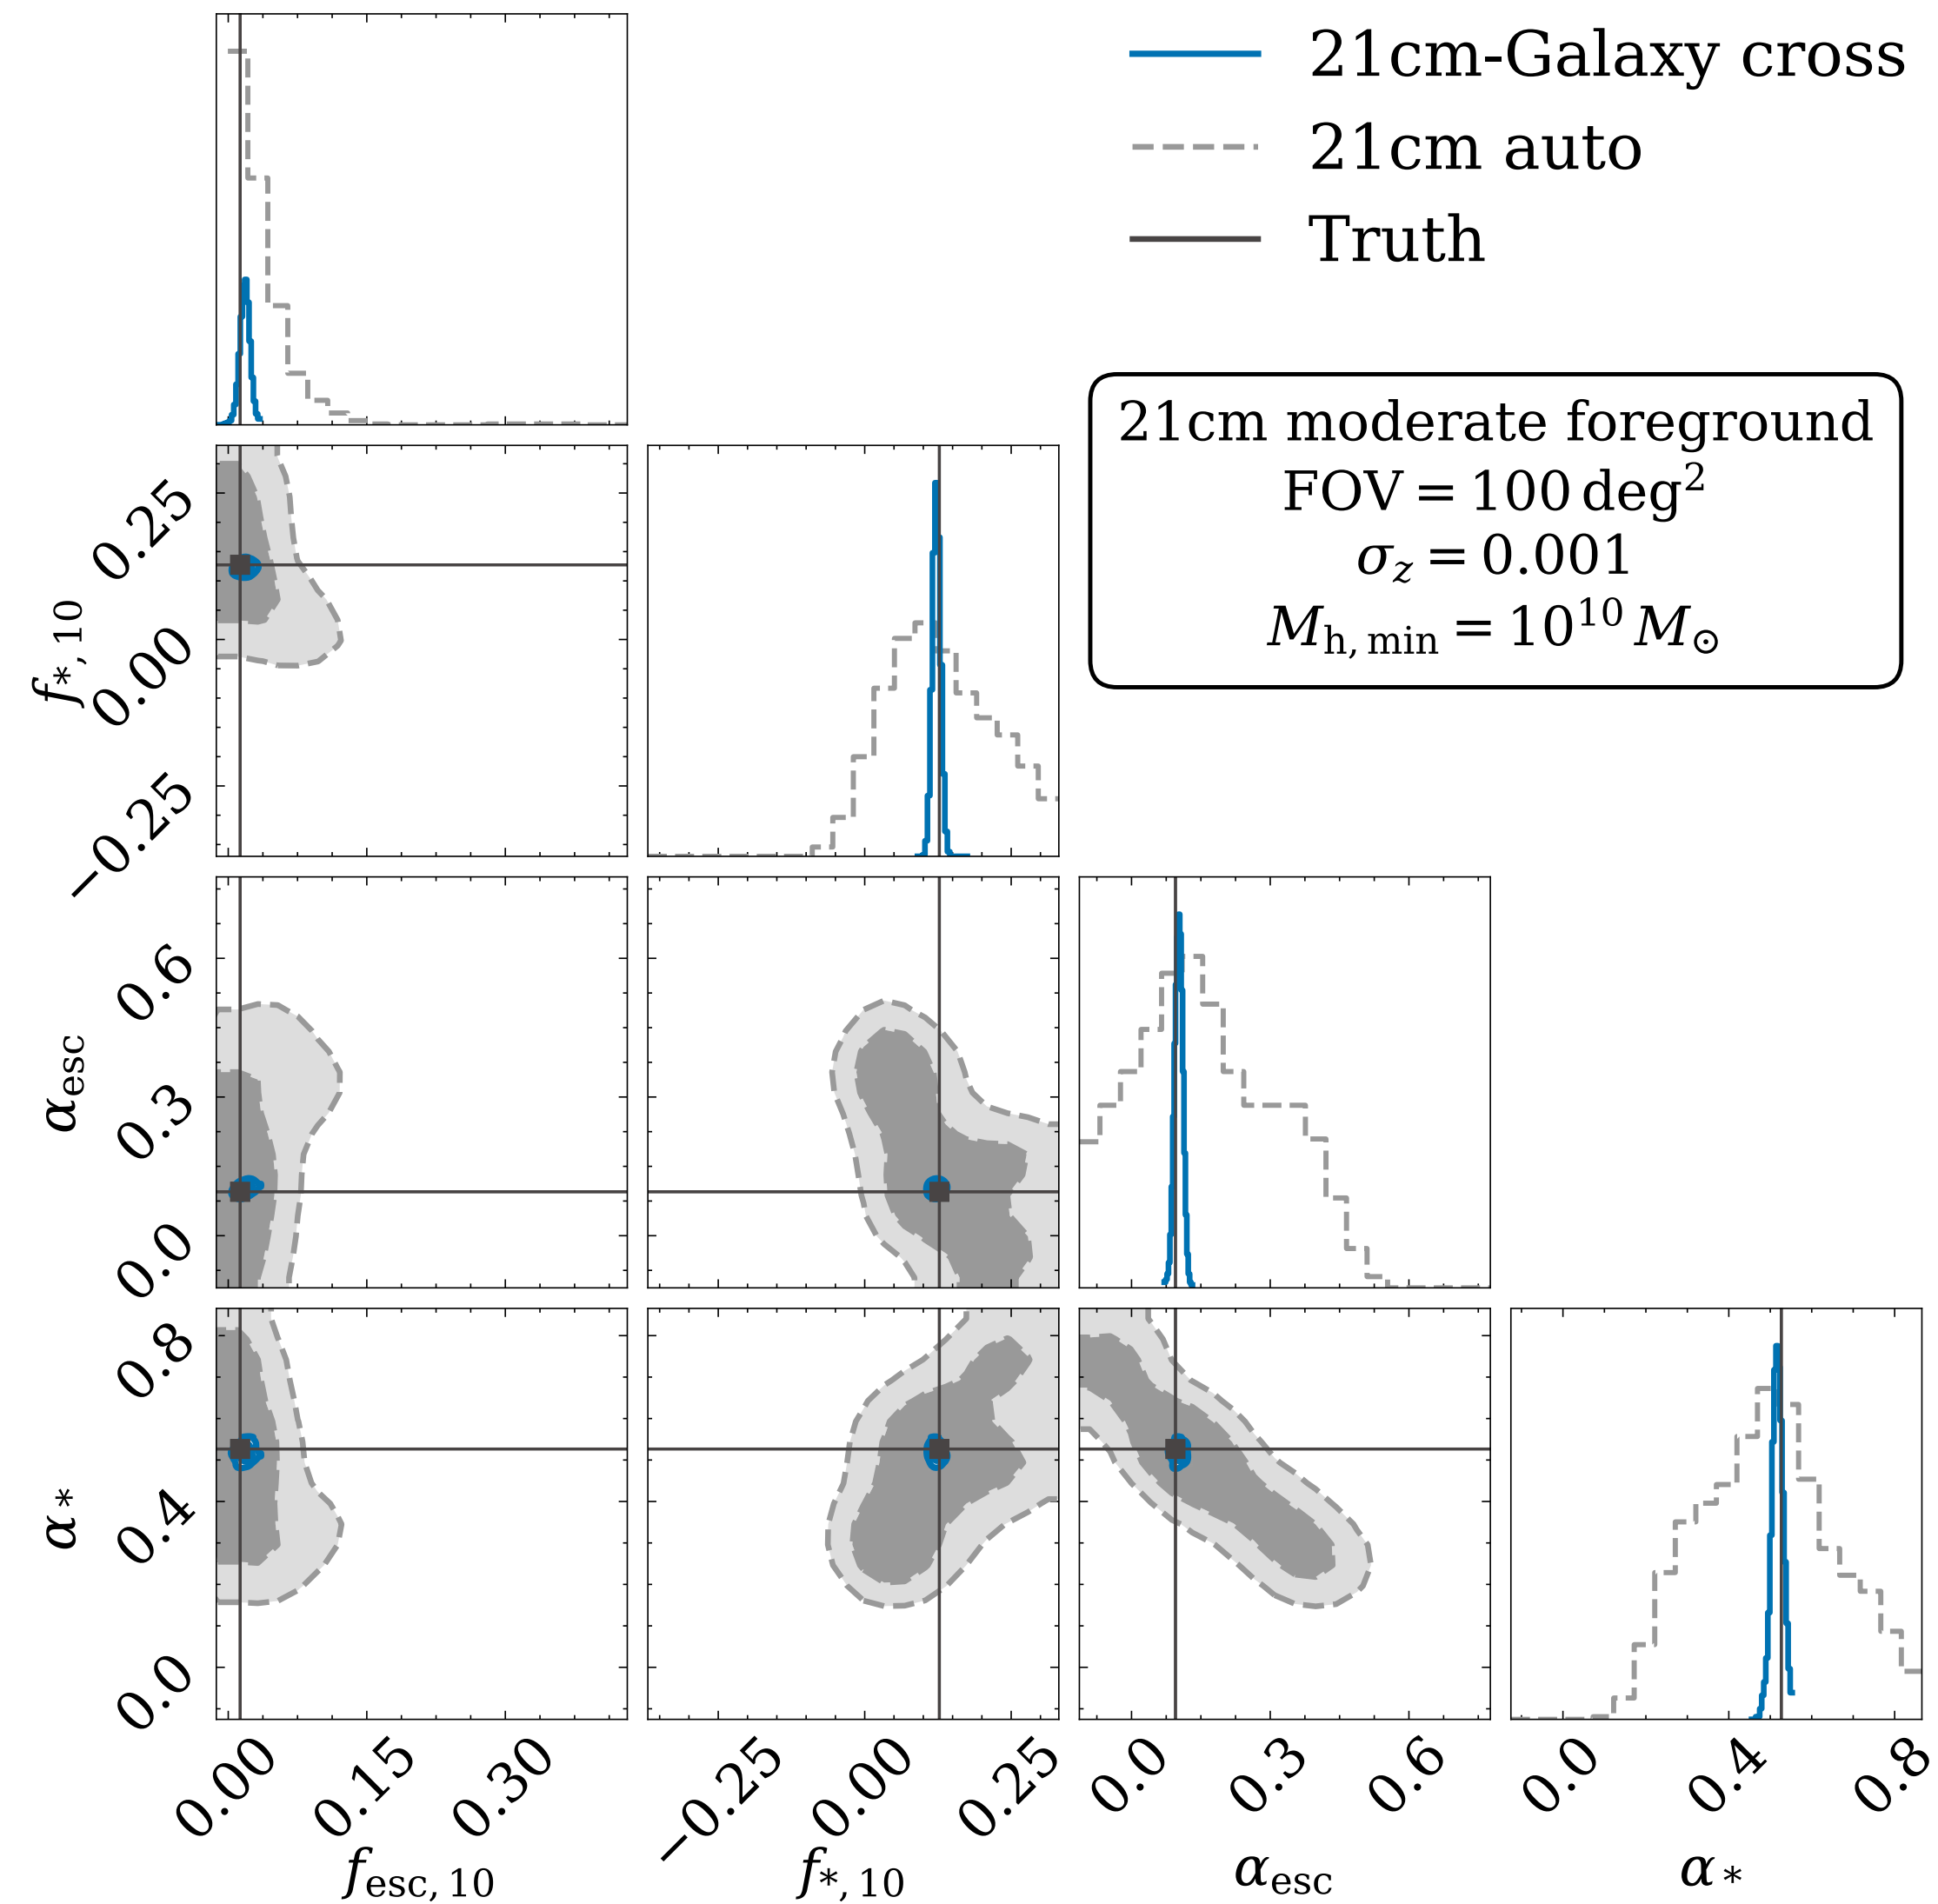 21cm-Galaxy cross
21cm auto
Truth
21cm moderate foreground
FOV = 100 deg²
σ_z = 0.001
M_h, min = 10¹⁰ M_⊙
f_*, 10
0.25
0.00
−0.25
α_esc
0.6
0.3
0.0
α_*
0.8
0.4
0.0
0.00 0.15 0.30
−0.25 0.00 0.25
0.0 0.3 0.6
0.0 0.4 0.8
f_esc, 10
f_*, 10
α_esc
α_*